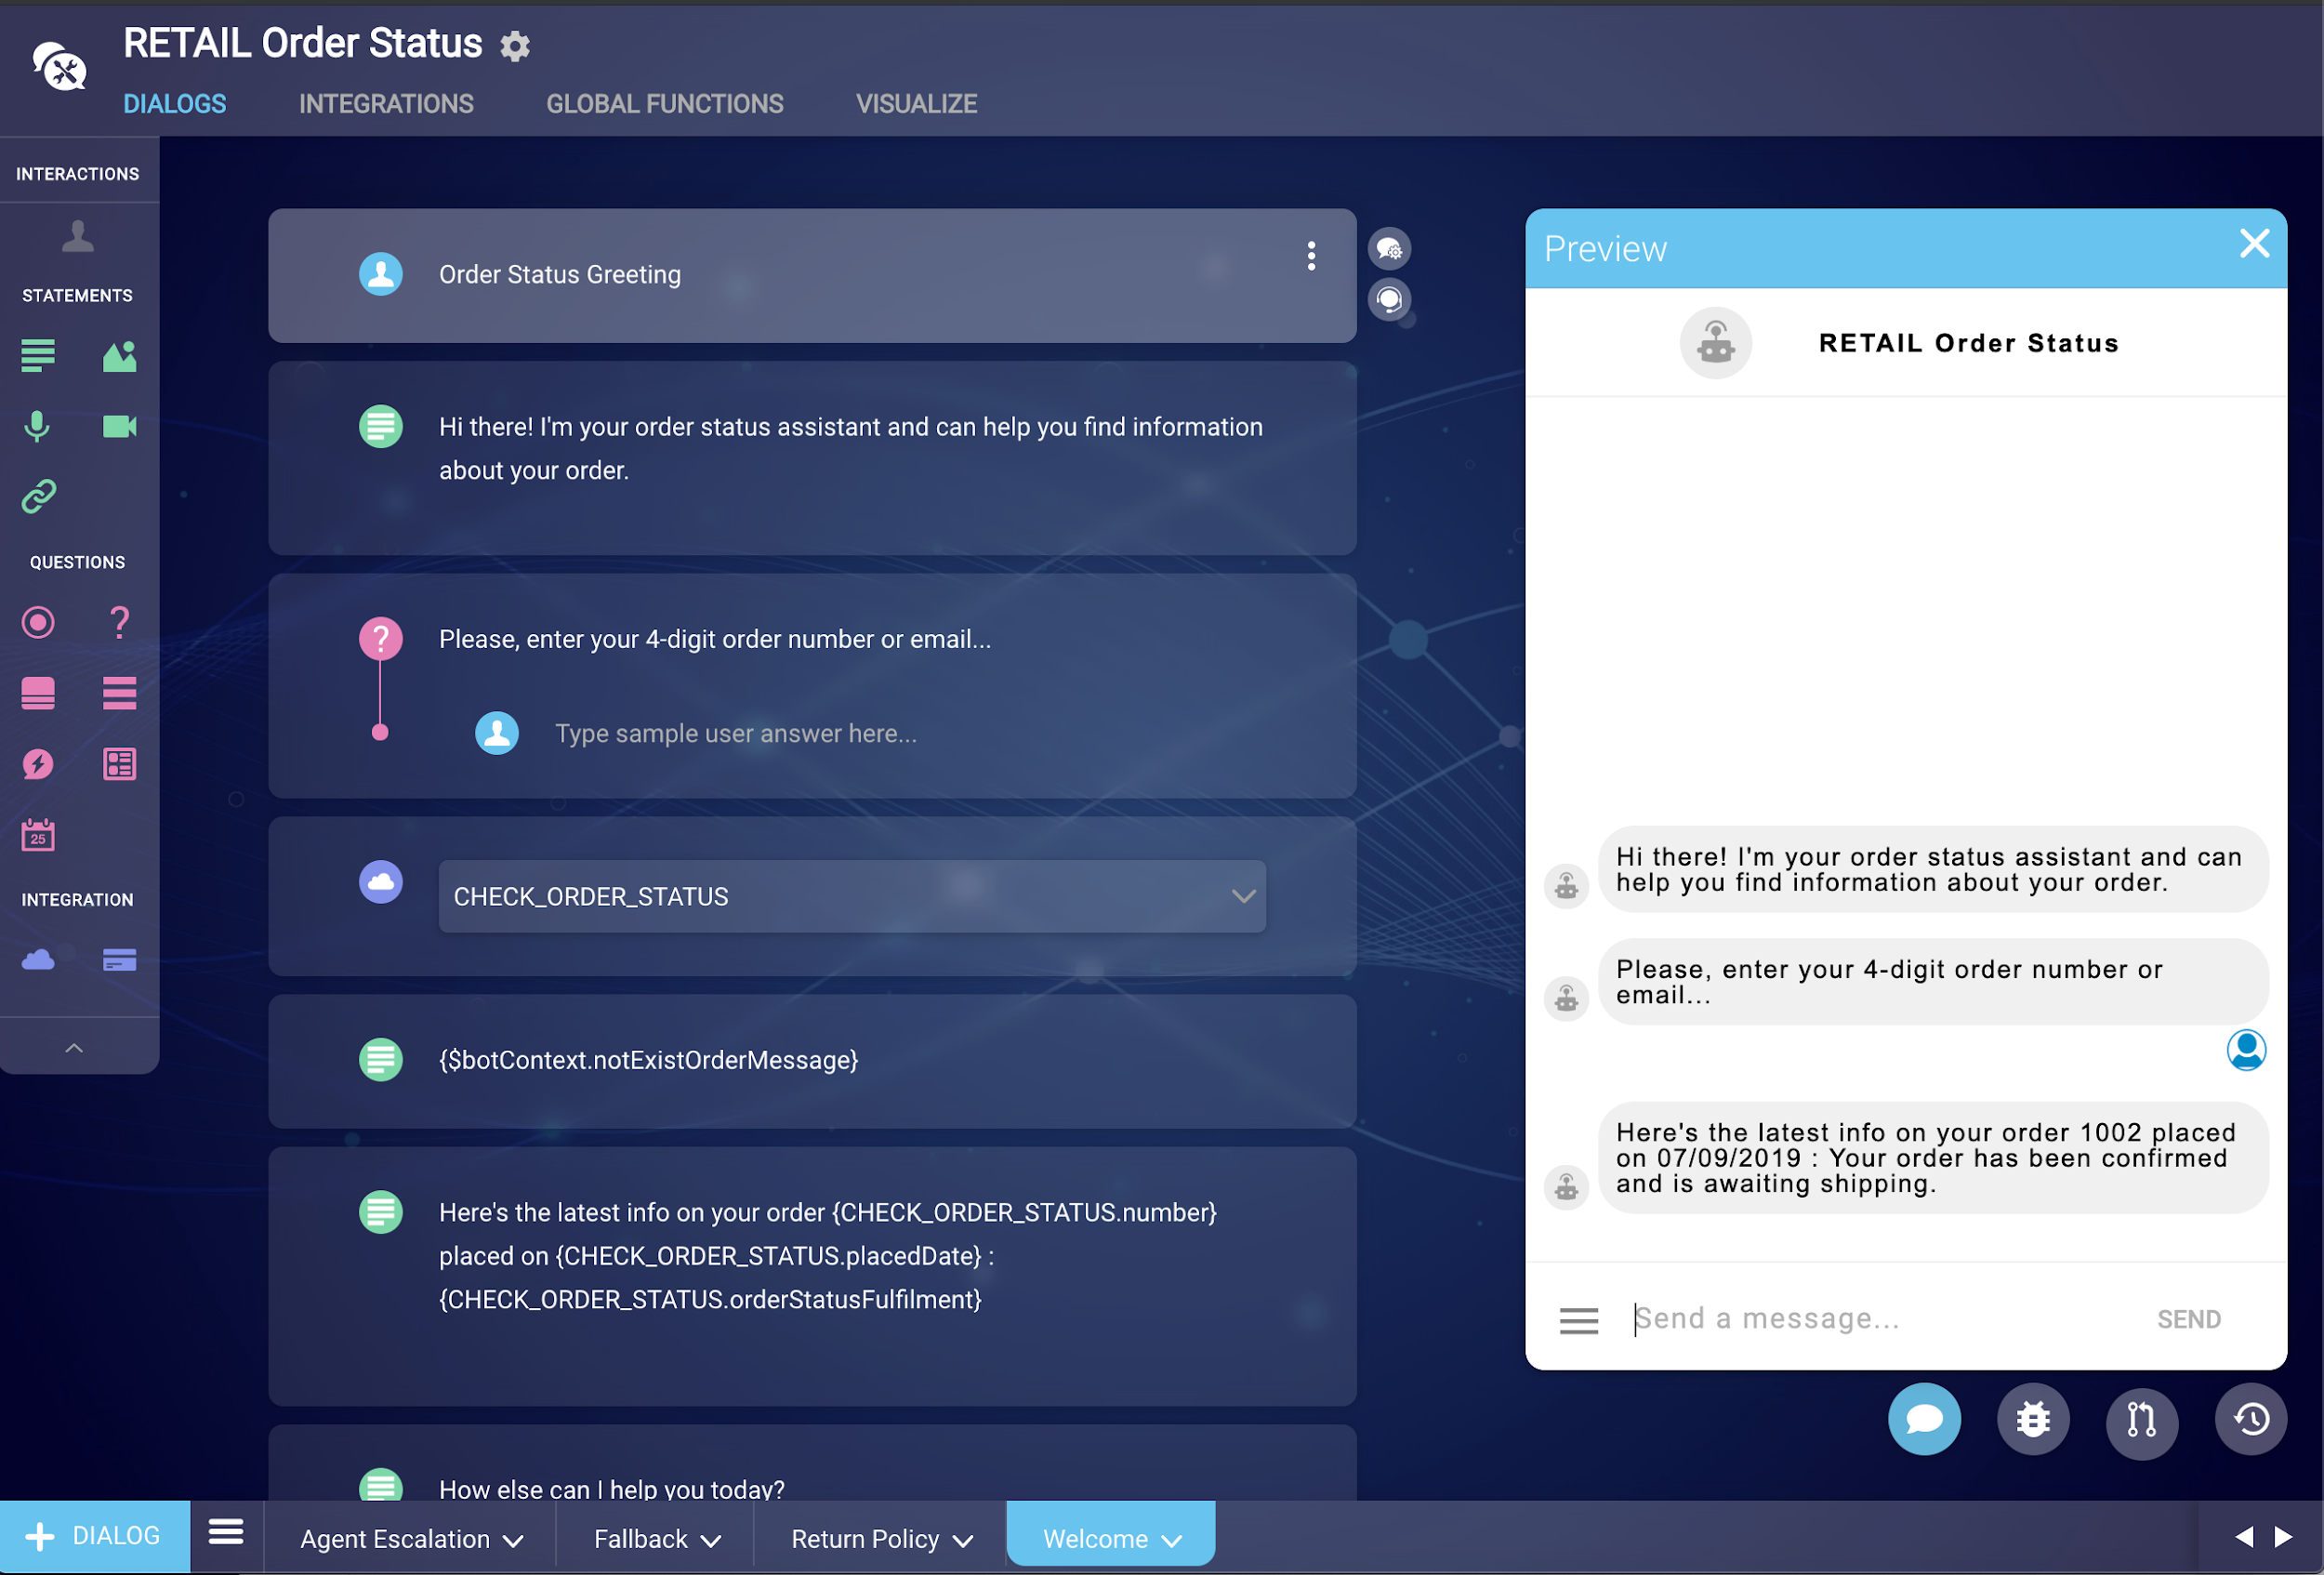 RETAIL Order Status
DIALOGS INTEGRATIONS GLOBAL FUNCTIONS VISUALIZE
INTERACTIONS
STATEMENTS
QUESTIONS
25
INTEGRATION
Order Status Greeting
Hi there! I'm your order status assistant and can help you find information
about your order.
?
Please, enter your 4-digit order number or email...
Type sample user answer here...
CHECK_ORDER_STATUS
{$botContext.notExistOrderMessage}
Here's the latest info on your order {CHECK_ORDER_STATUS.number}
placed on {CHECK_ORDER_STATUS.placedDate} :
{CHECK_ORDER_STATUS.orderStatusFulfilment}
How else can I help you today?
Preview
RETAIL Order Status
Hi there! I'm your order status assistant and can
help you find information about your order.
Please, enter your 4-digit order number or
email...
Here's the latest info on your order 1002 placed
on 07/09/2019 : Your order has been confirmed
and is awaiting shipping.
Send a message...
SEND
DIALOG
Agent Escalation
Fallback
Return Policy
Welcome